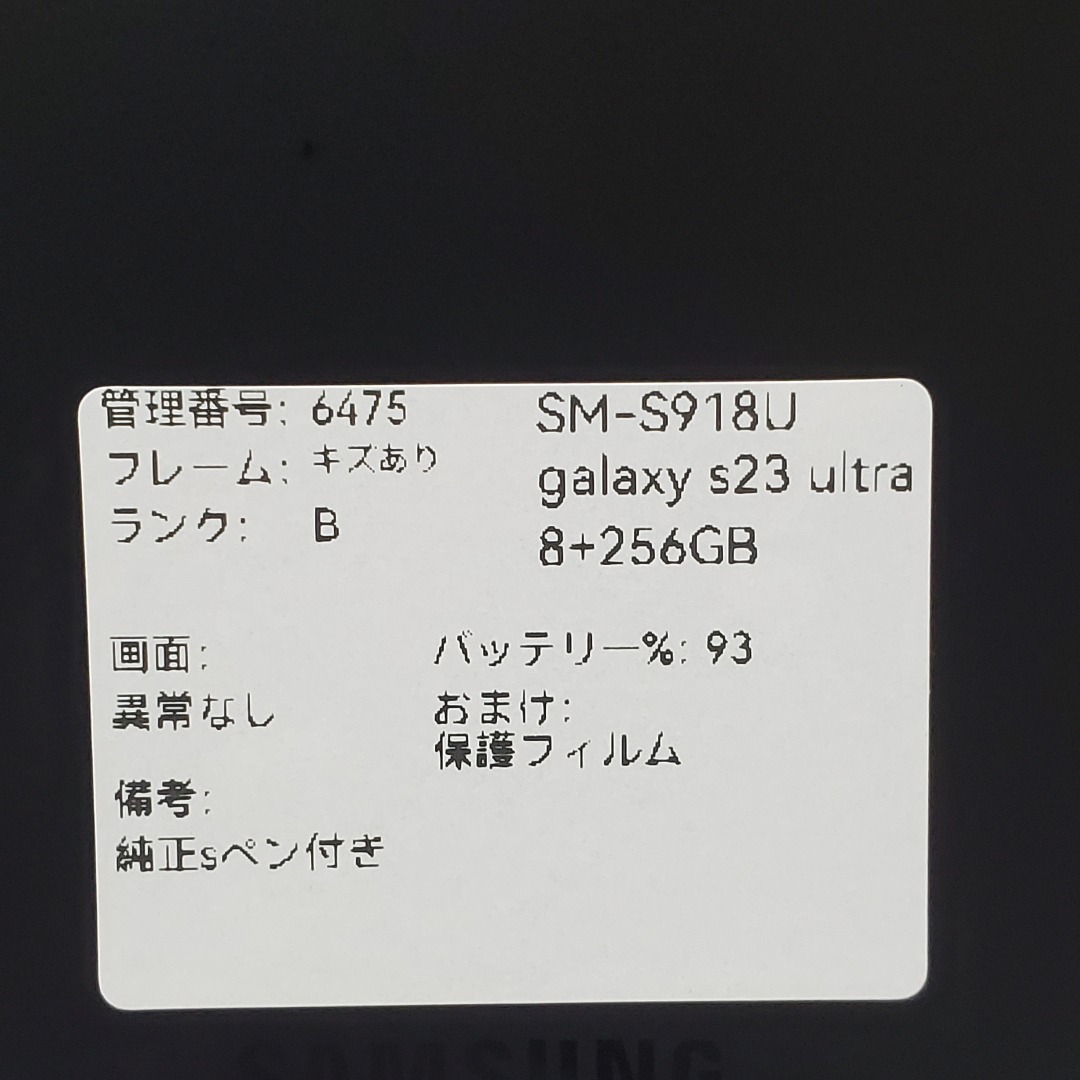 管理番号: 6475
フレーム: キズあり
ランク: B
SM-S918U
galaxy s23 ultra
8+256GB
画面:
異常なし
バッテリー%: 93
おまけ:
保護フィルム
備考:
純正sペン付き
SAMSUNG